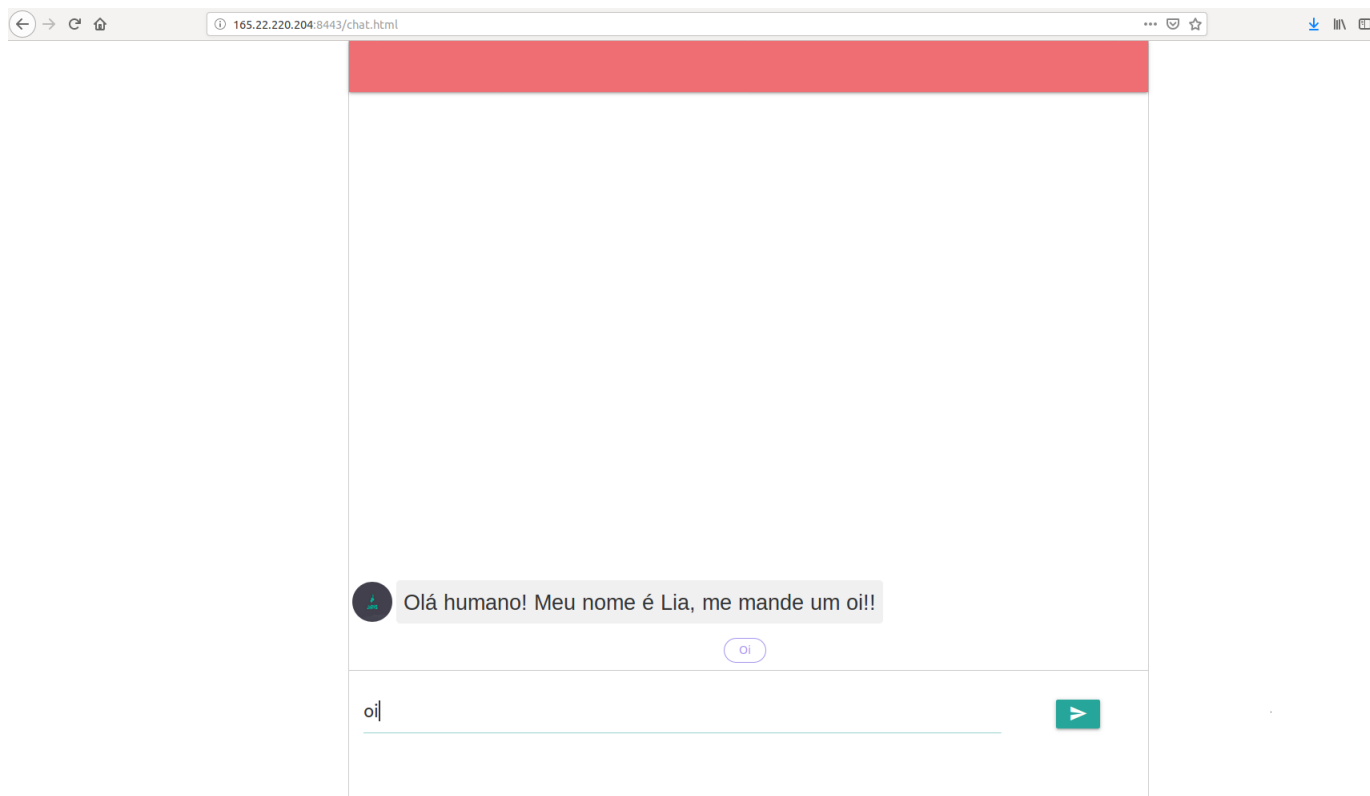 165.22.220.204:8443/chat.html
Olá humano! Meu nome é Lia, me mande um oi!!
Oi
oi